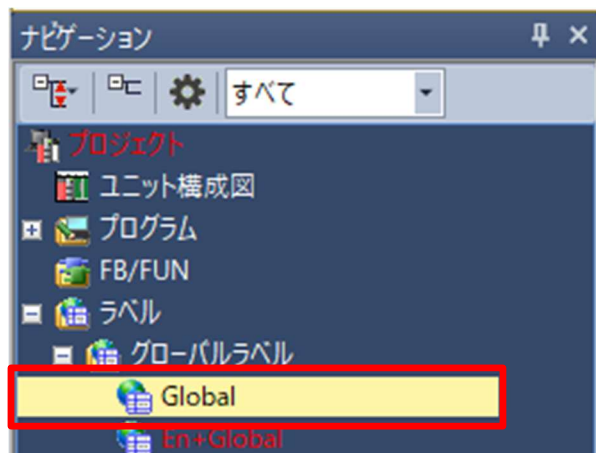 ナビゲーション
すべて
プロジェクト
ユニット構成図
プログラム
FB/FUN
ラベル
グローバルラベル
Global
En+Global